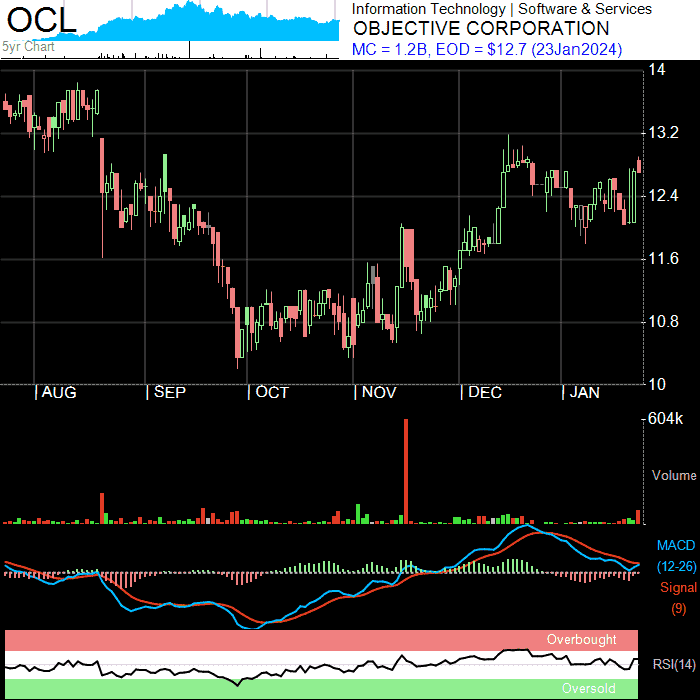 OCL
5yr Chart
Information Technology | Software & Services
OBJECTIVE CORPORATION
MC = 1.2B, EOD = $12.7 (23Jan2024)
14
13.2
12.4
11.6
10.8
10
| AUG | SEP | OCT | NOV | DEC | JAN
604k
Volume
MACD
(12-26)
Signal
(9)
Overbought
RSI(14)
Oversold